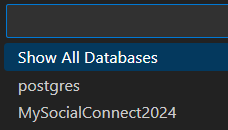 Show All Databases
postgres
MySocialConnect2024